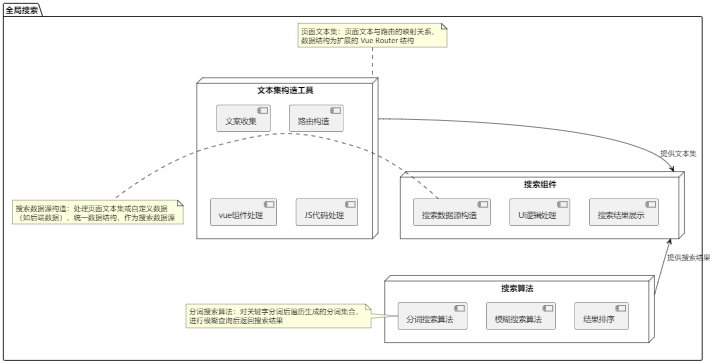 全局搜索
页面文本集：页面文本与路由的映射关系，
数据结构为扩展的 Vue Router 结构
文本集构造工具
文案收集
路由构造
提供文本集
搜索数据源构造：处理页面文本集或自定义数据
（如后端数据），统一数据结构，作为搜索数据源
vue组件处理
JS代码处理
搜索组件
搜索数据源构造
UI逻辑处理
搜索结果展示
提供搜索结果
搜索算法
分词搜索算法：对关键字分词后遍历生成的分词集合，
进行模糊查询后返回搜索结果
分词搜索算法
模糊搜索算法
结果排序